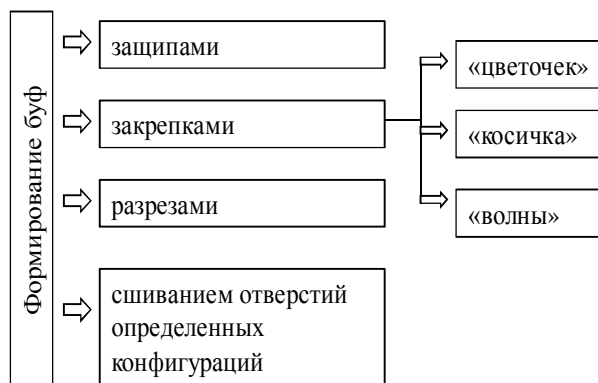 Формирование буф
защипами
закрепками
разрезами
сшиванием отверстий
определенных
конфигураций
«цветочек»
«косичка»
«волны»